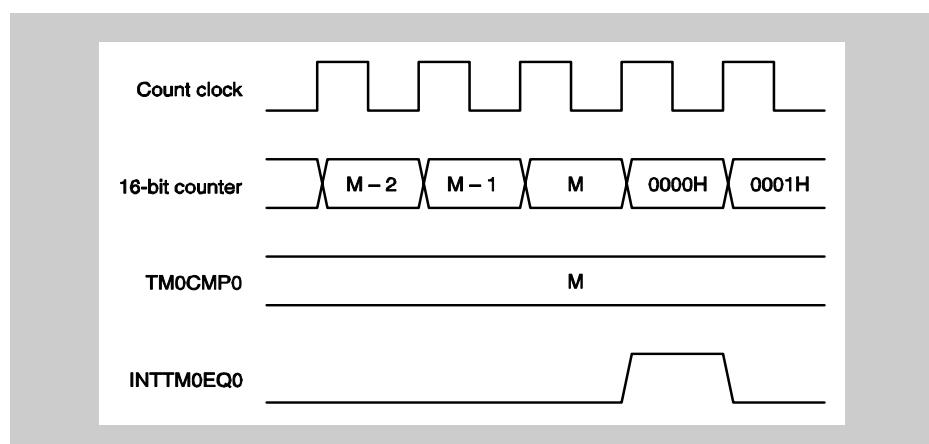 Count clock
16-bit counter M – 2 M – 1 M 0000H 0001H
TM0CMP0 M
INTTM0EQ0